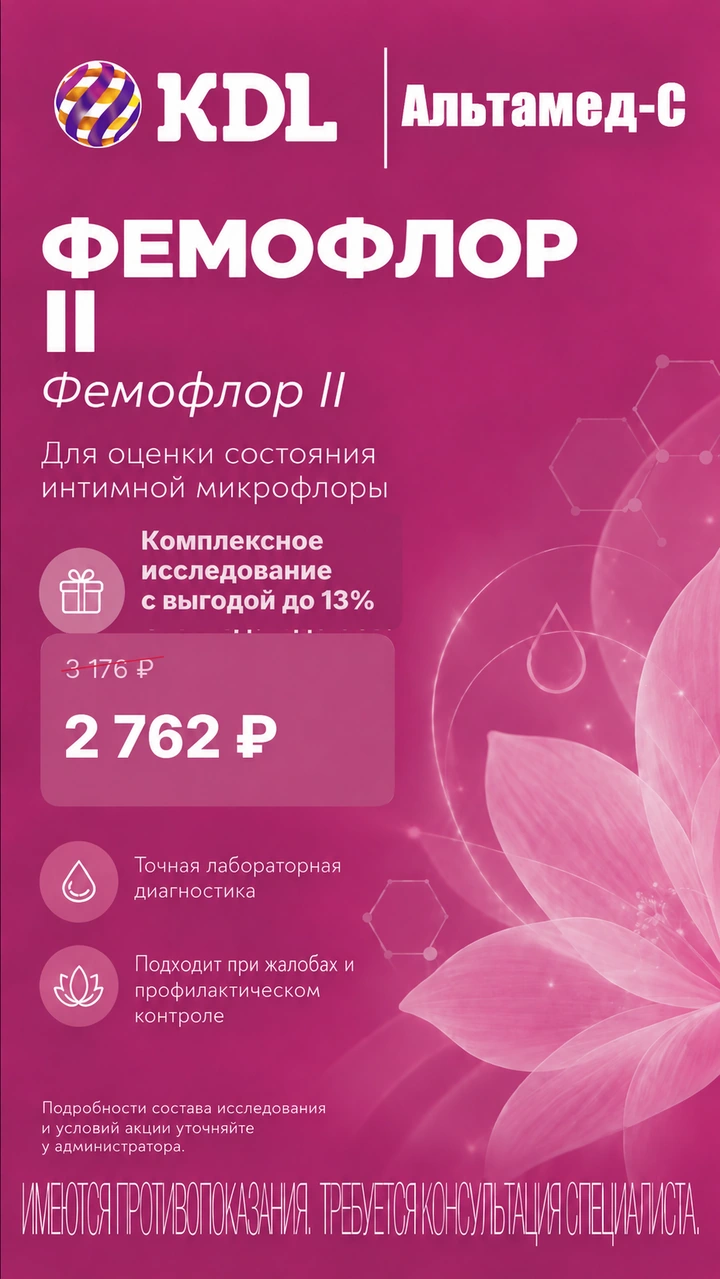 KDL
Альтамед-С
ФЕМОФЛОР
II
Фемофлор II
Для оценки состояния
интимной микрофлоры
Комплексное
исследование
с выгодой до 13%
3 176 ₽
2 762 ₽
Точная лабораторная
диагностика
Подходит при жалобах и
профилактическом
контроле
Подробности состава исследования
и условий акции уточняйте
у администратора.
ИМЕЮТСЯ ПРОТИВОПОКАЗАНИЯ. ТРЕБУЕТСЯ КОНСУЛЬТАЦИЯ СПЕЦИАЛИСТА.